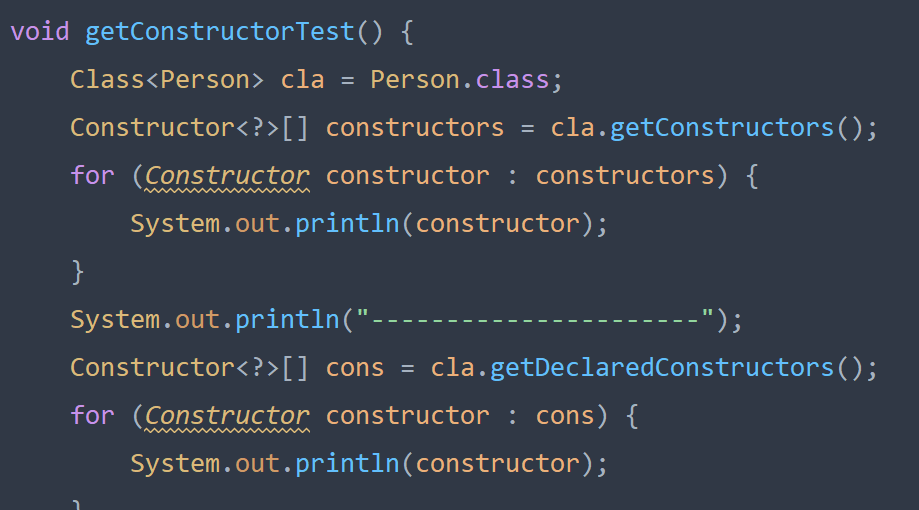 void getConstructorTest() {
    Class<Person> cla = Person.class;
    Constructor<?>[] constructors = cla.getConstructors();
    for (Constructor constructor : constructors) {
        System.out.println(constructor);
    }
    System.out.println("----------------------");
    Constructor<?>[] cons = cla.getDeclaredConstructors();
    for (Constructor constructor : cons) {
        System.out.println(constructor);
    }